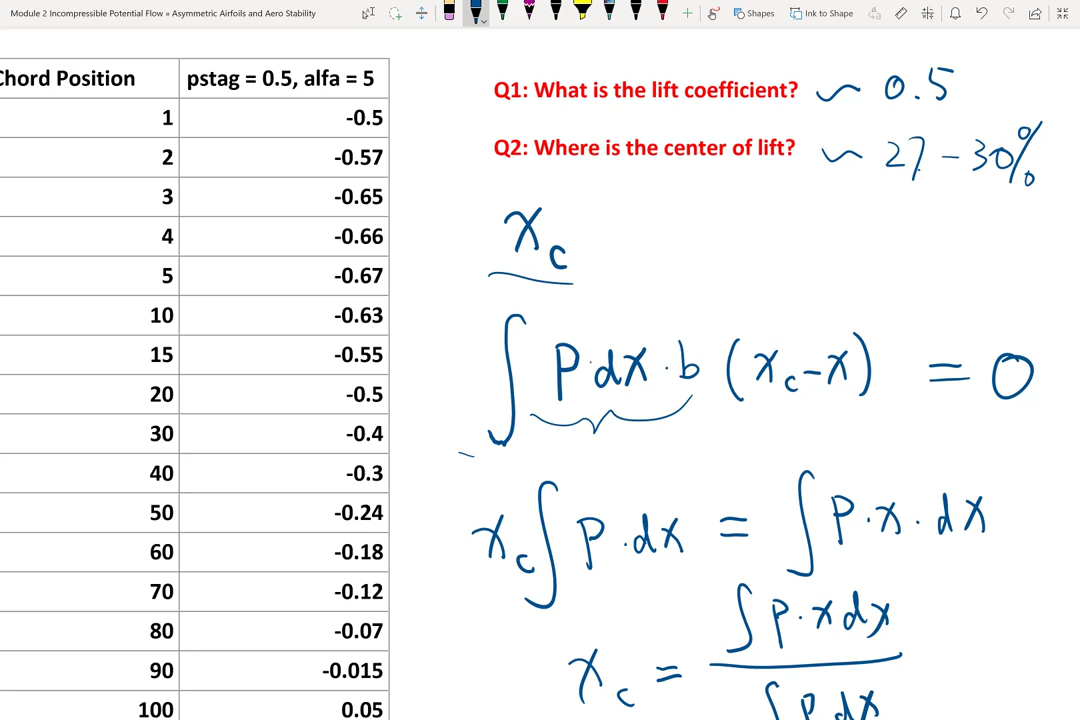 Module 2 Incompressible Potential Flow » Asymmetric Airfoils and Aero Stability
Shapes
Ink to Shape
Chord Position pstag = 0.5, alfa = 5
1 -0.5
2 -0.57
3 -0.65
4 -0.66
5 -0.67
10 -0.63
15 -0.55
20 -0.5
30 -0.4
40 -0.3
50 -0.24
60 -0.18
70 -0.12
80 -0.07
90 -0.015
100 0.05
Q1: What is the lift coefficient? ~ 0.5
Q2: Where is the center of lift? ~ 27 - 30%
x_c
∫ P dx · b (x_c - x) = 0
x_c ∫ P · dx = ∫ P · x · dx
x_c = ∫ P · x dx / ∫ P dx